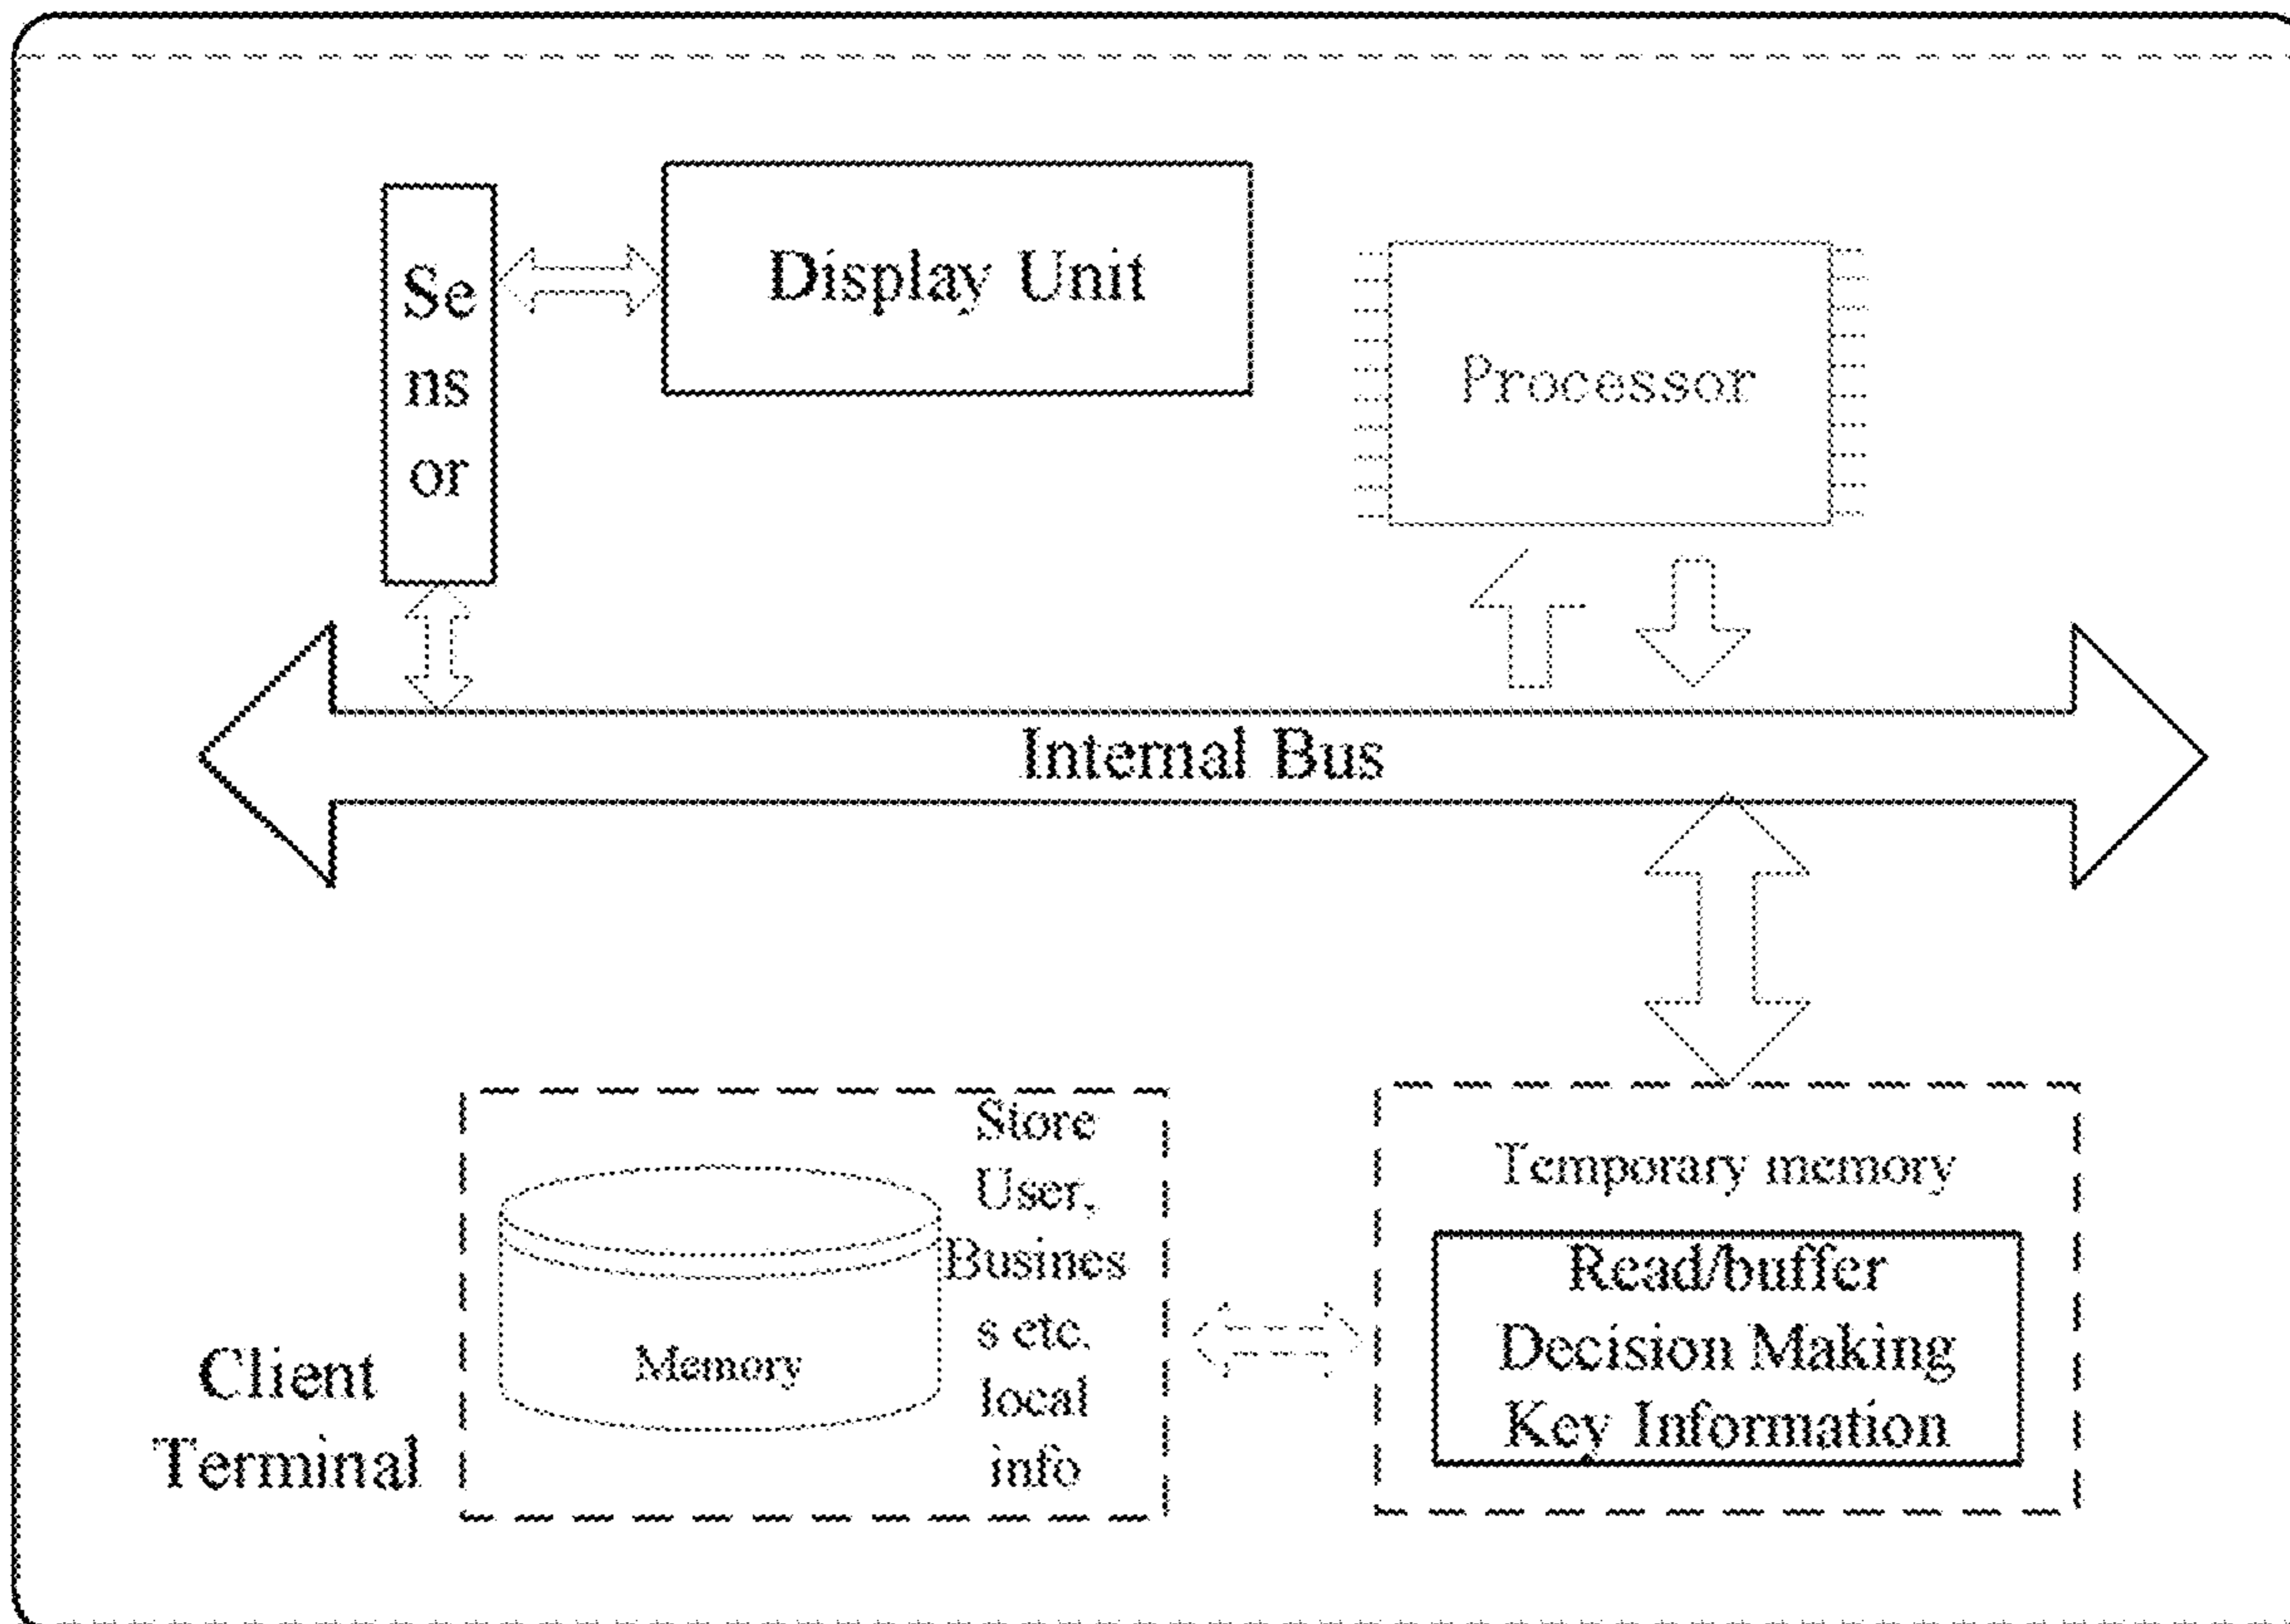 Se
ns
or
Display Unit
Processor
Internal Bus
Client
Terminal
Memory
Store
User,
Busines
s etc.
local
info
Temporary memory
Read/buffer
Decision Making
Key Information